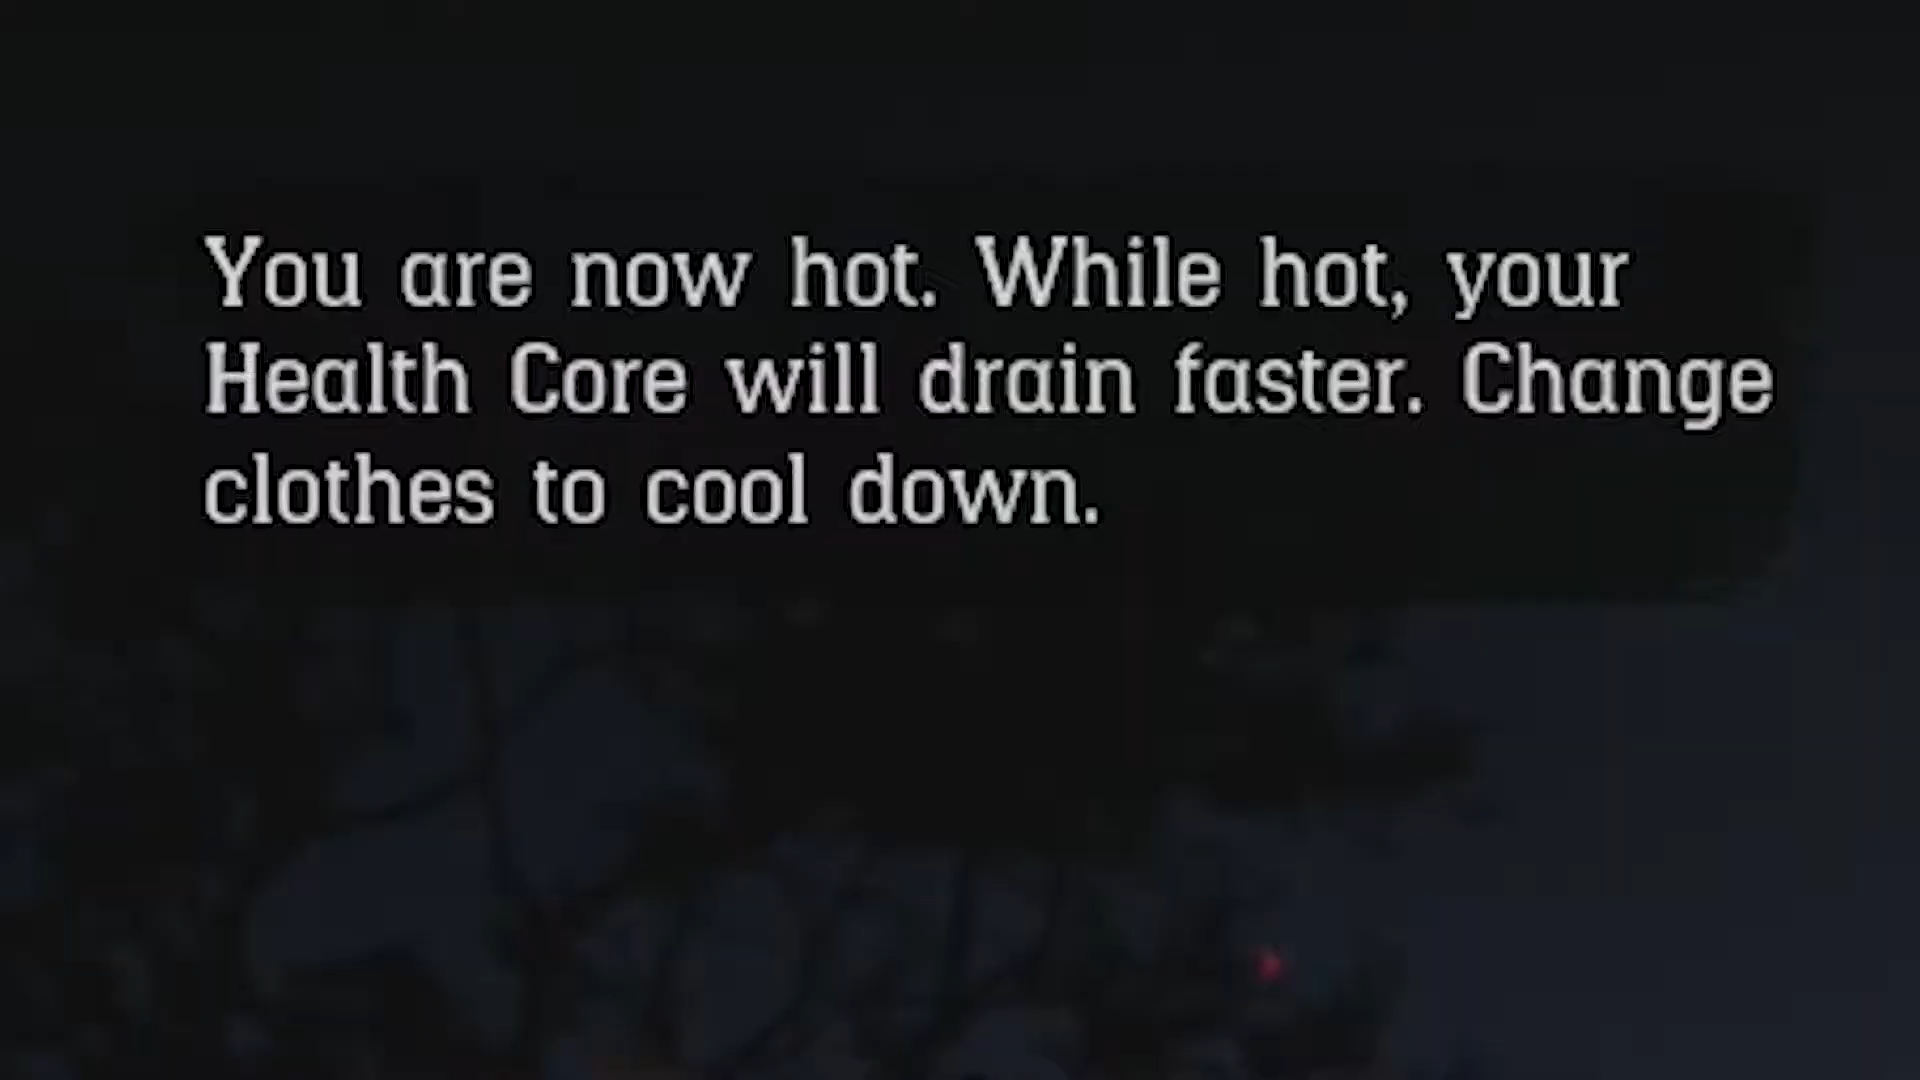 You are now hot. While hot, your
Health Core will drain faster. Change
clothes to cool down.